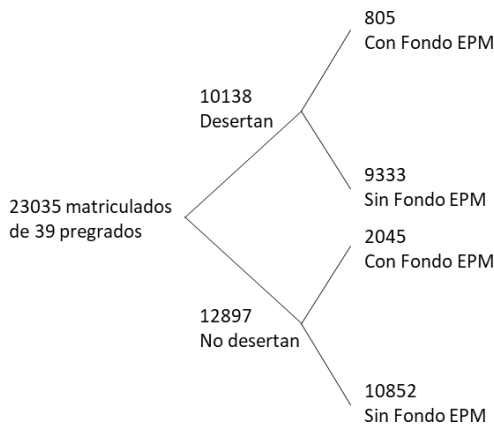 805
Con Fondo EPM
10138
Desertan
9333
Sin Fondo EPM
23035 matriculados
de 39 pregrados
2045
Con Fondo EPM
12897
No desertan
10852
Sin Fondo EPM